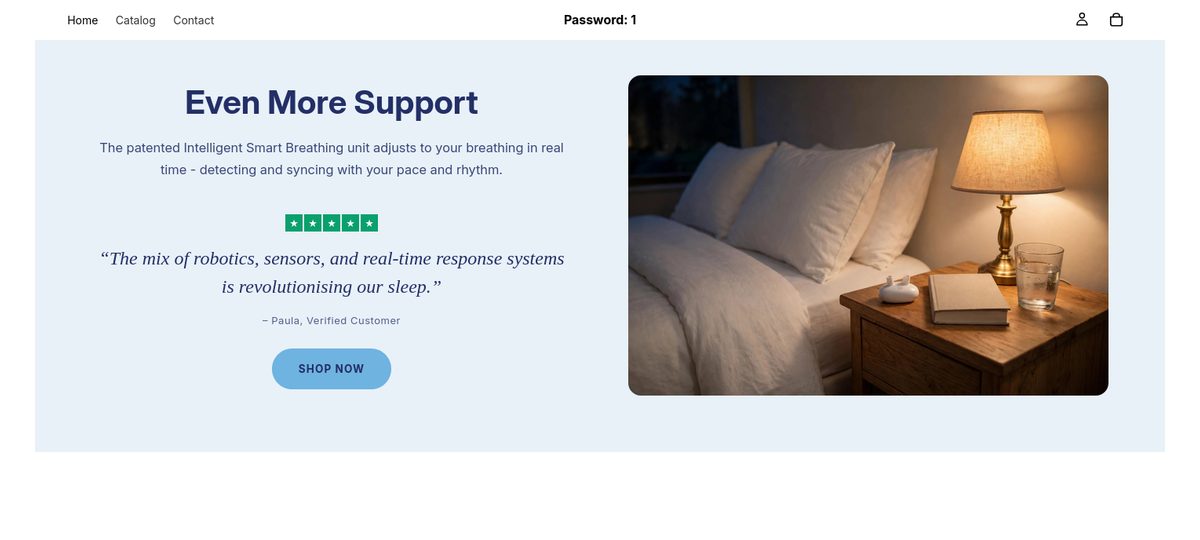 Home Catalog Contact
Password: 1
Even More Support
The patented Intelligent Smart Breathing unit adjusts to your breathing in real
time - detecting and syncing with your pace and rhythm.
“The mix of robotics, sensors, and real-time response systems
is revolutionising our sleep.”
– Paula, Verified Customer
SHOP NOW